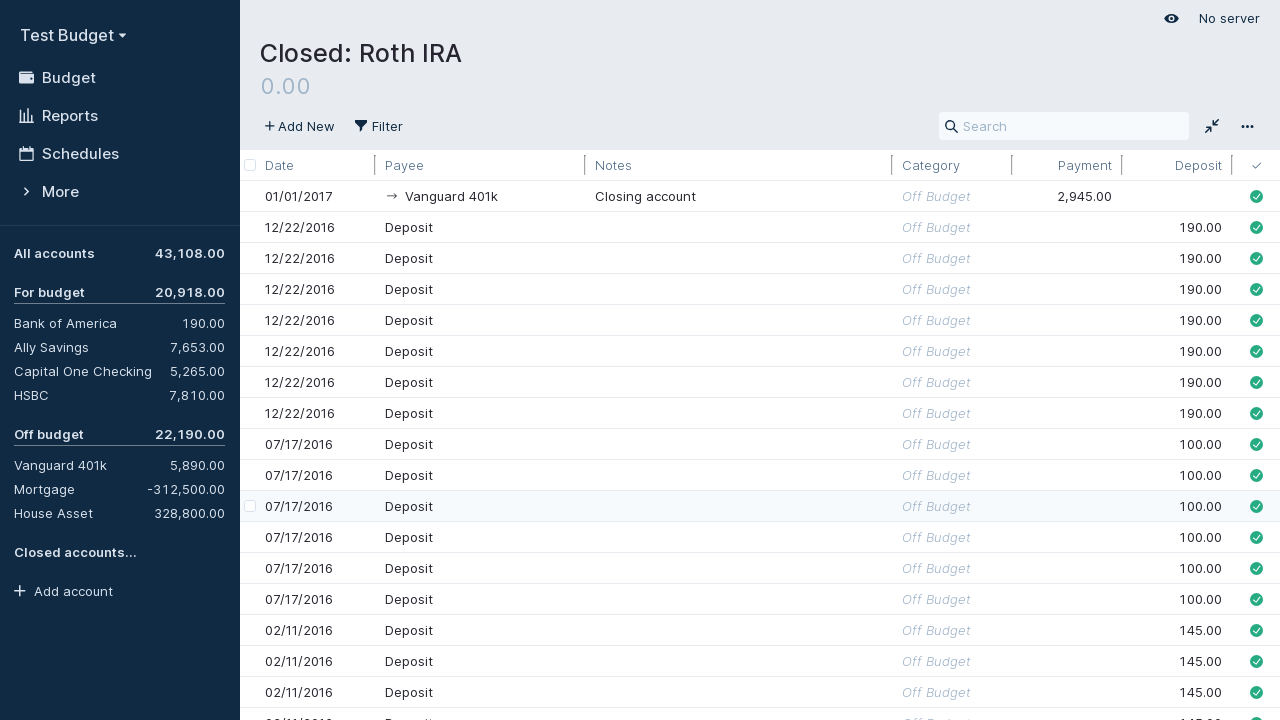 Test Budget
Budget
Reports
Schedules
More
All accounts 43,108.00
For budget 20,918.00
Bank of America 190.00
Ally Savings 7,653.00
Capital One Checking 5,265.00
HSBC 7,810.00
Off budget 22,190.00
Vanguard 401k 5,890.00
Mortgage -312,500.00
House Asset 328,800.00
Closed accounts...
Add account
No server
Closed: Roth IRA
0.00
Add New Filter Search
Date Payee Notes Category Payment Deposit
01/01/2017 → Vanguard 401k Closing account Off Budget 2,945.00
12/22/2016 Deposit Off Budget 190.00
12/22/2016 Deposit Off Budget 190.00
12/22/2016 Deposit Off Budget 190.00
12/22/2016 Deposit Off Budget 190.00
12/22/2016 Deposit Off Budget 190.00
12/22/2016 Deposit Off Budget 190.00
12/22/2016 Deposit Off Budget 190.00
07/17/2016 Deposit Off Budget 100.00
07/17/2016 Deposit Off Budget 100.00
07/17/2016 Deposit Off Budget 100.00
07/17/2016 Deposit Off Budget 100.00
07/17/2016 Deposit Off Budget 100.00
07/17/2016 Deposit Off Budget 100.00
02/11/2016 Deposit Off Budget 145.00
02/11/2016 Deposit Off Budget 145.00
02/11/2016 Deposit Off Budget 145.00